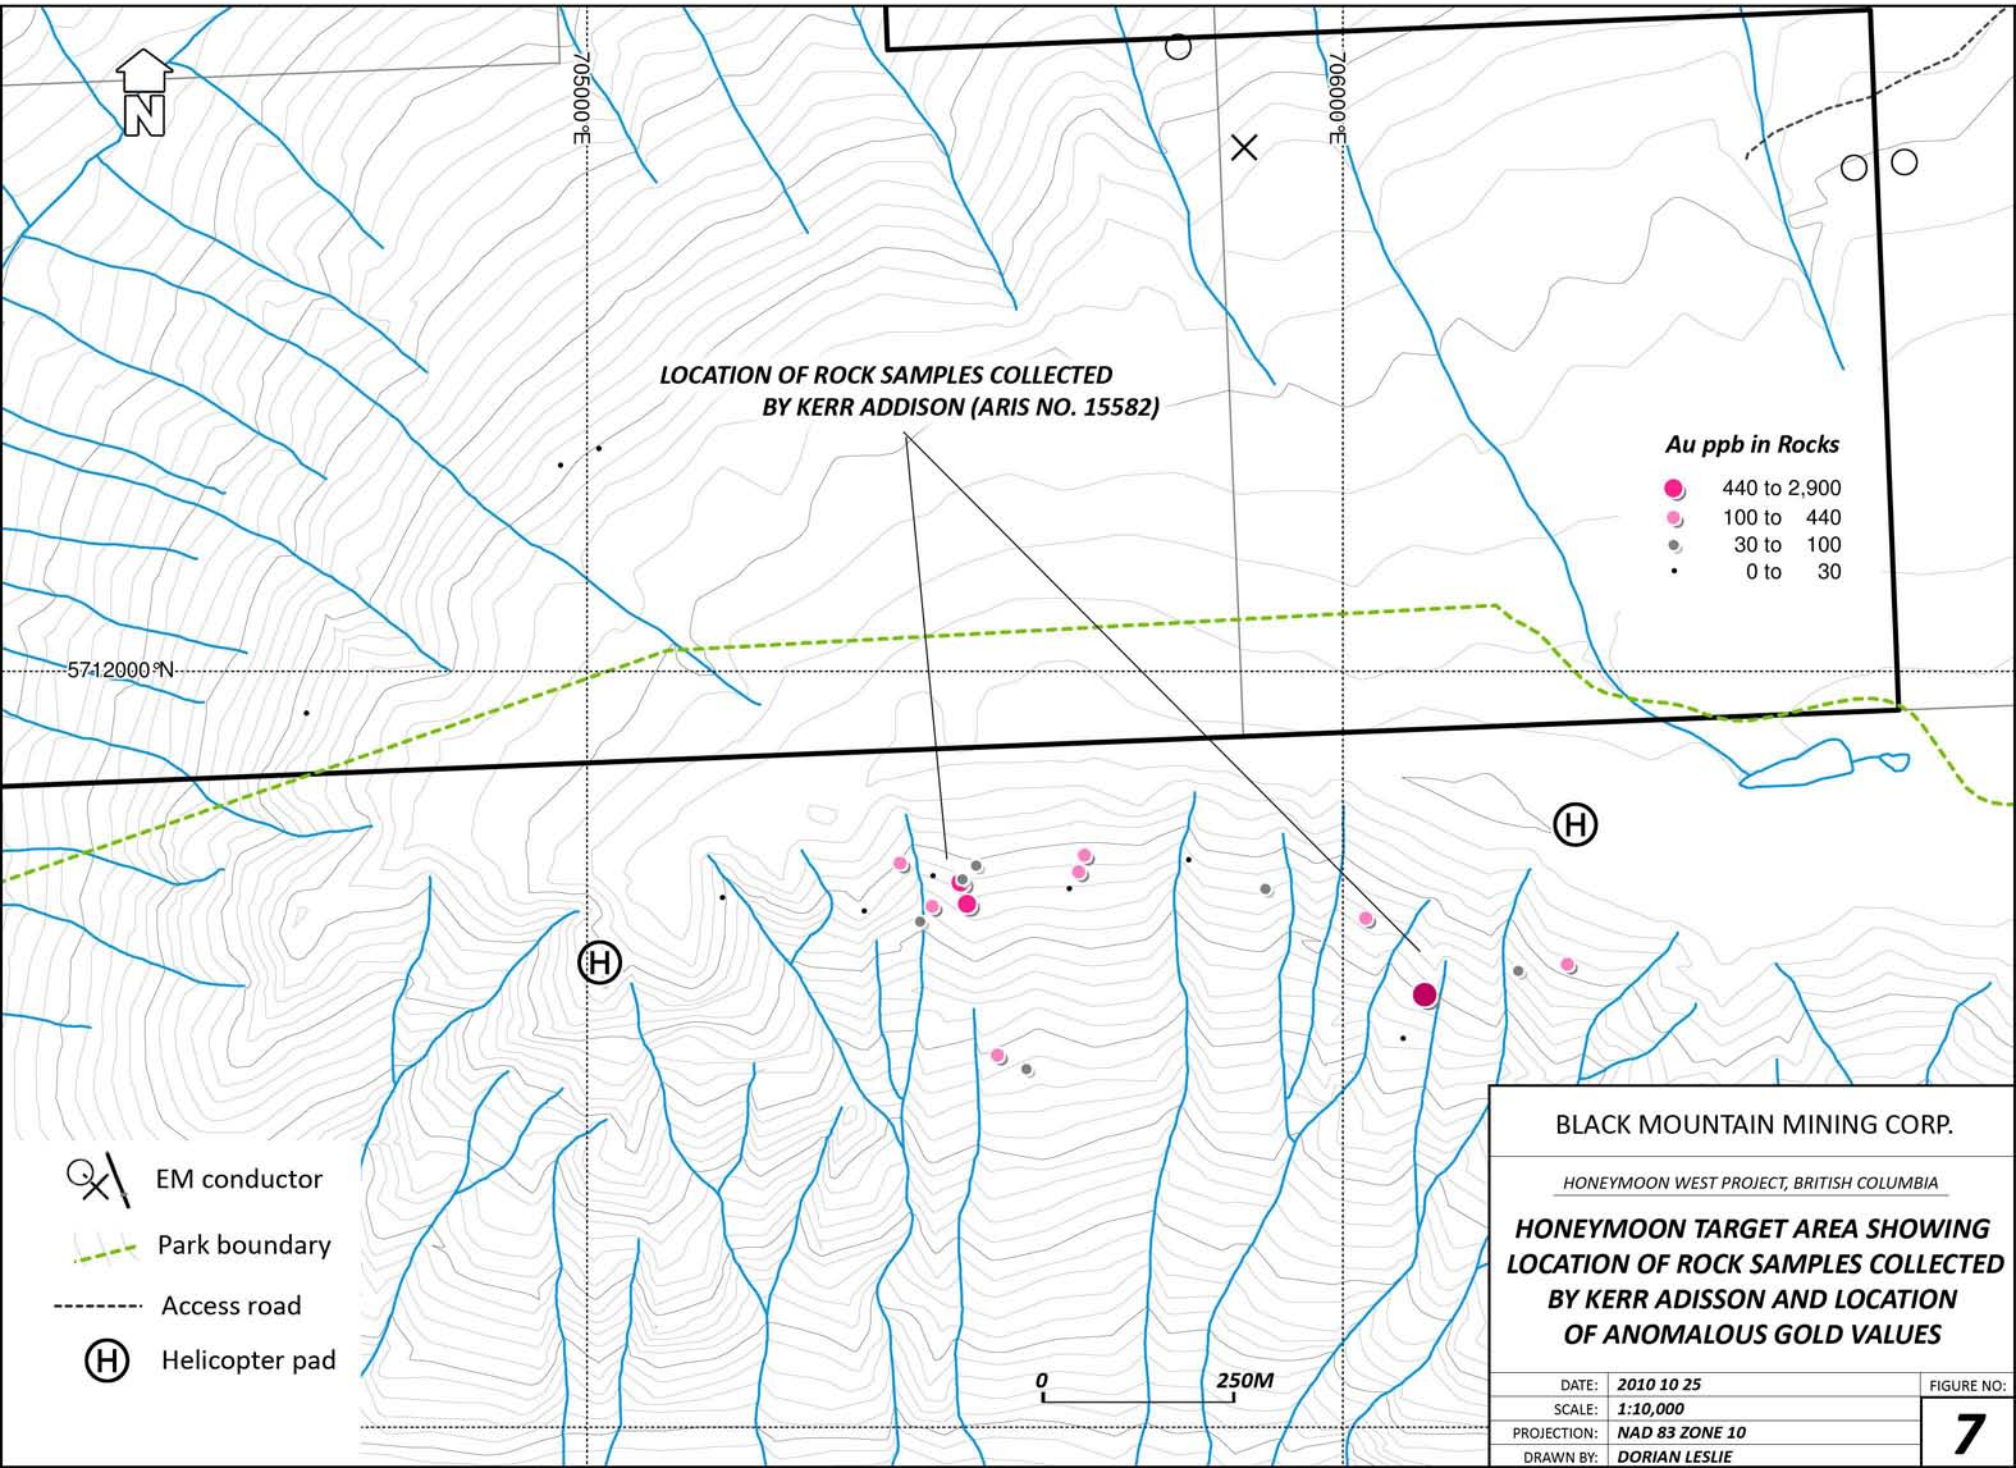 N
705000°E
706000°E
LOCATION OF ROCK SAMPLES COLLECTED
BY KERR ADDISON (ARIS NO. 15582)
Au ppb in Rocks
440 to 2,900
100 to 440
30 to 100
0 to 30
5712000°N
H
H
EM conductor
Park boundary
Access road
H Helicopter pad
0 250M
BLACK MOUNTAIN MINING CORP.
HONEYMOON WEST PROJECT, BRITISH COLUMBIA
HONEYMOON TARGET AREA SHOWING
LOCATION OF ROCK SAMPLES COLLECTED
BY KERR ADISSON AND LOCATION
OF ANOMALOUS GOLD VALUES
DATE: 2010 10 25
SCALE: 1:10,000
PROJECTION: NAD 83 ZONE 10
DRAWN BY: DORIAN LESLIE
FIGURE NO:
7